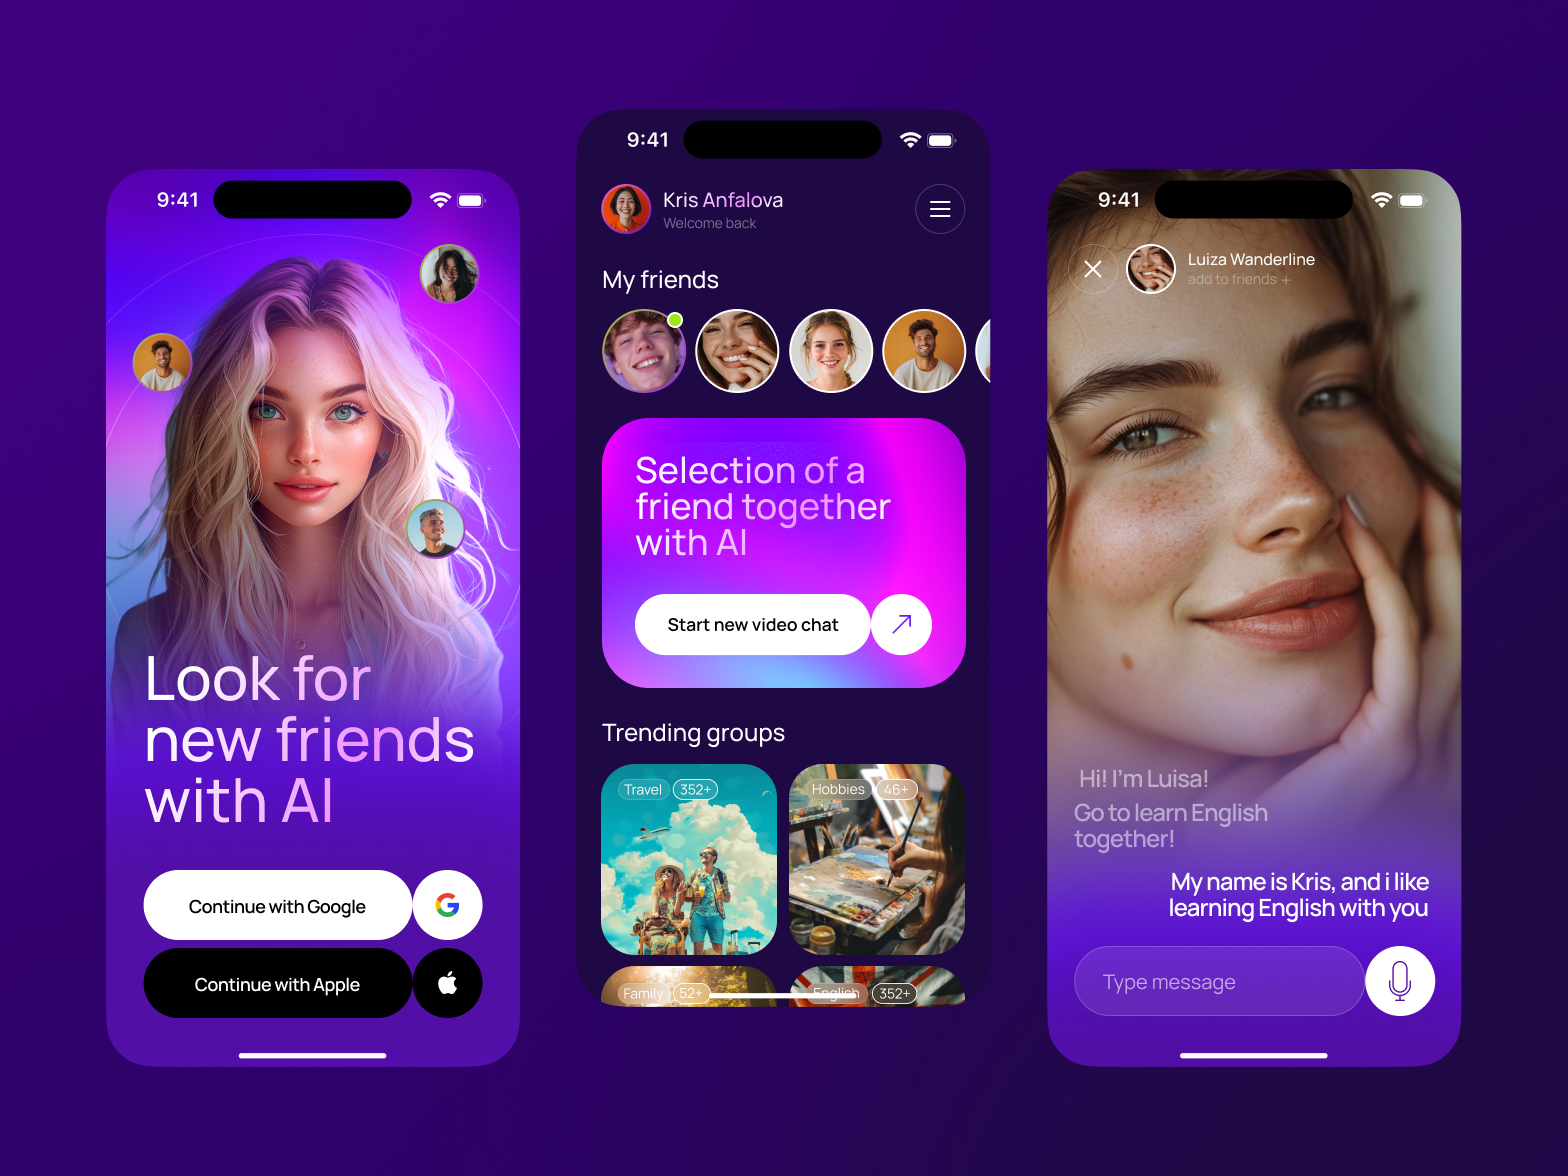 9:41
Look for
new friends
with AI
Continue with Google
Continue with Apple
9:41
Kris Anfalova
Welcome back
My friends
Selection of a
friend together
with AI
Start new video chat
Trending groups
Travel 352+
Hobbies 46+
Family 52+
English 352+
9:41
Luiza Wanderline
add to friends +
Hi! I'm Luisa!
Go to learn English
together!
My name is Kris, and i like
learning English with you
Type message